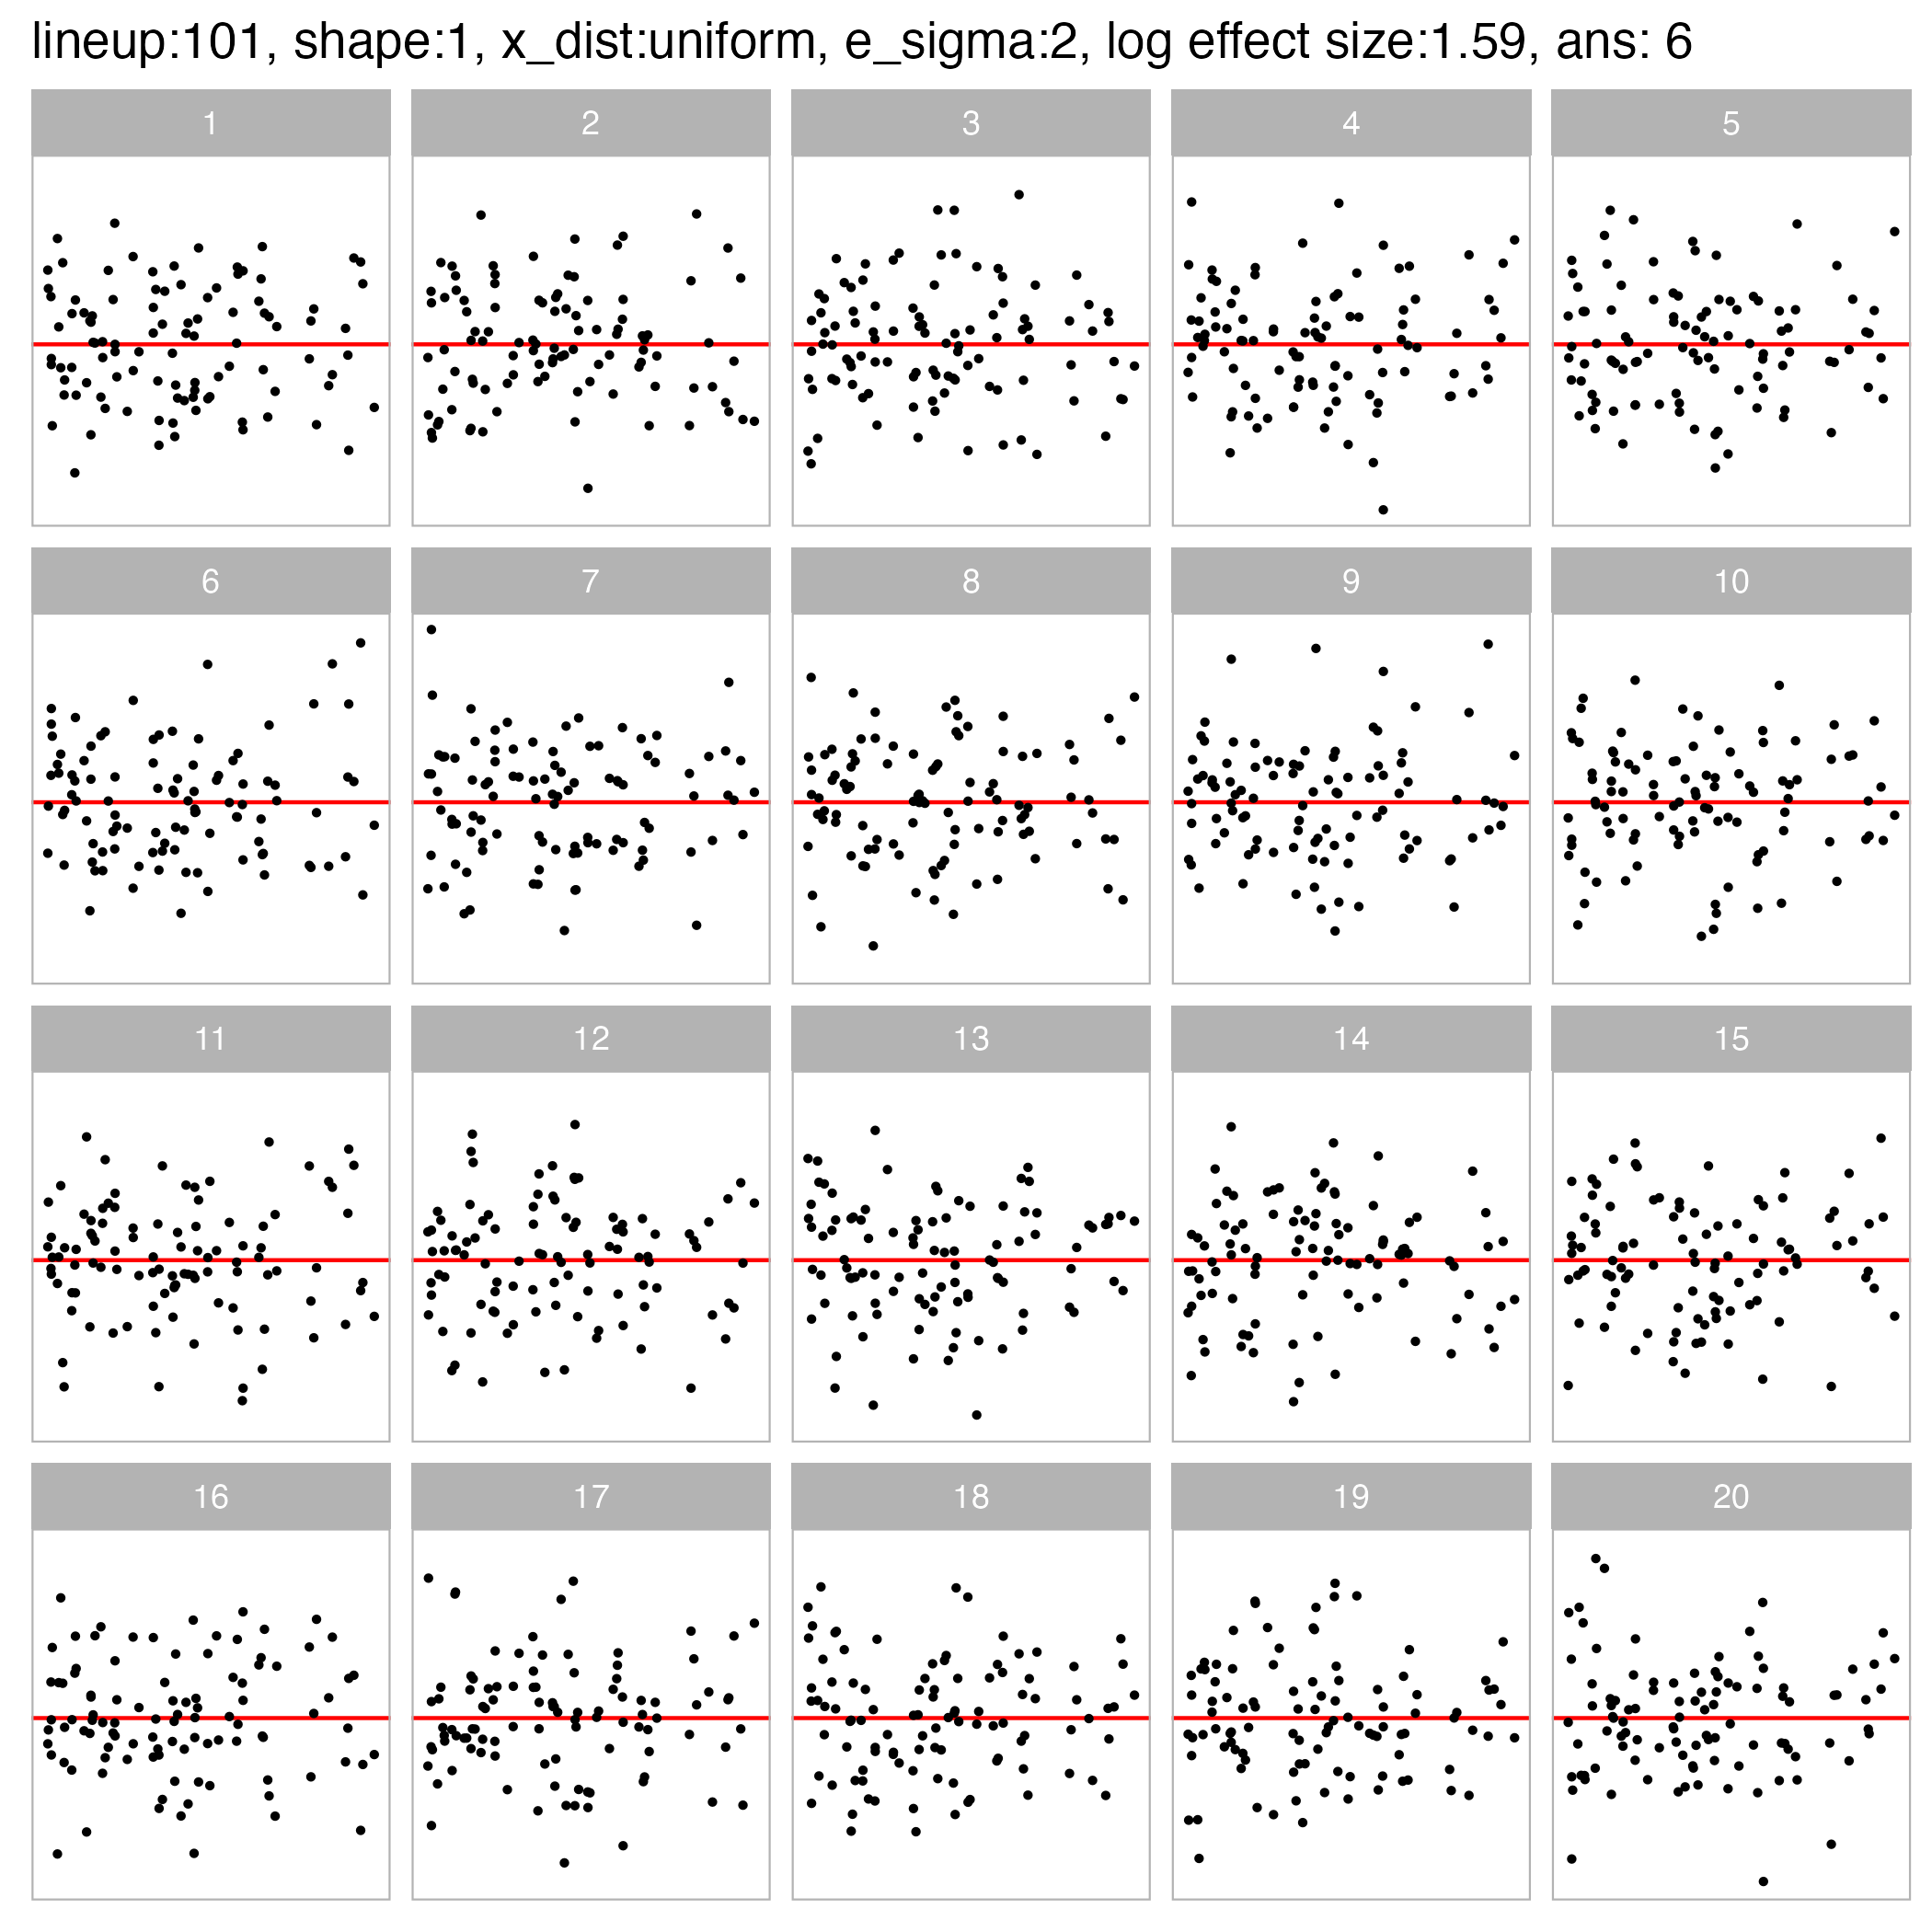 lineup:101, shape:1, x_dist:uniform, e_sigma:2, log effect size:1.59, ans: 6
1 2 3 4 5
6 7 8 9 10
11 12 13 14 15
16 17 18 19 20